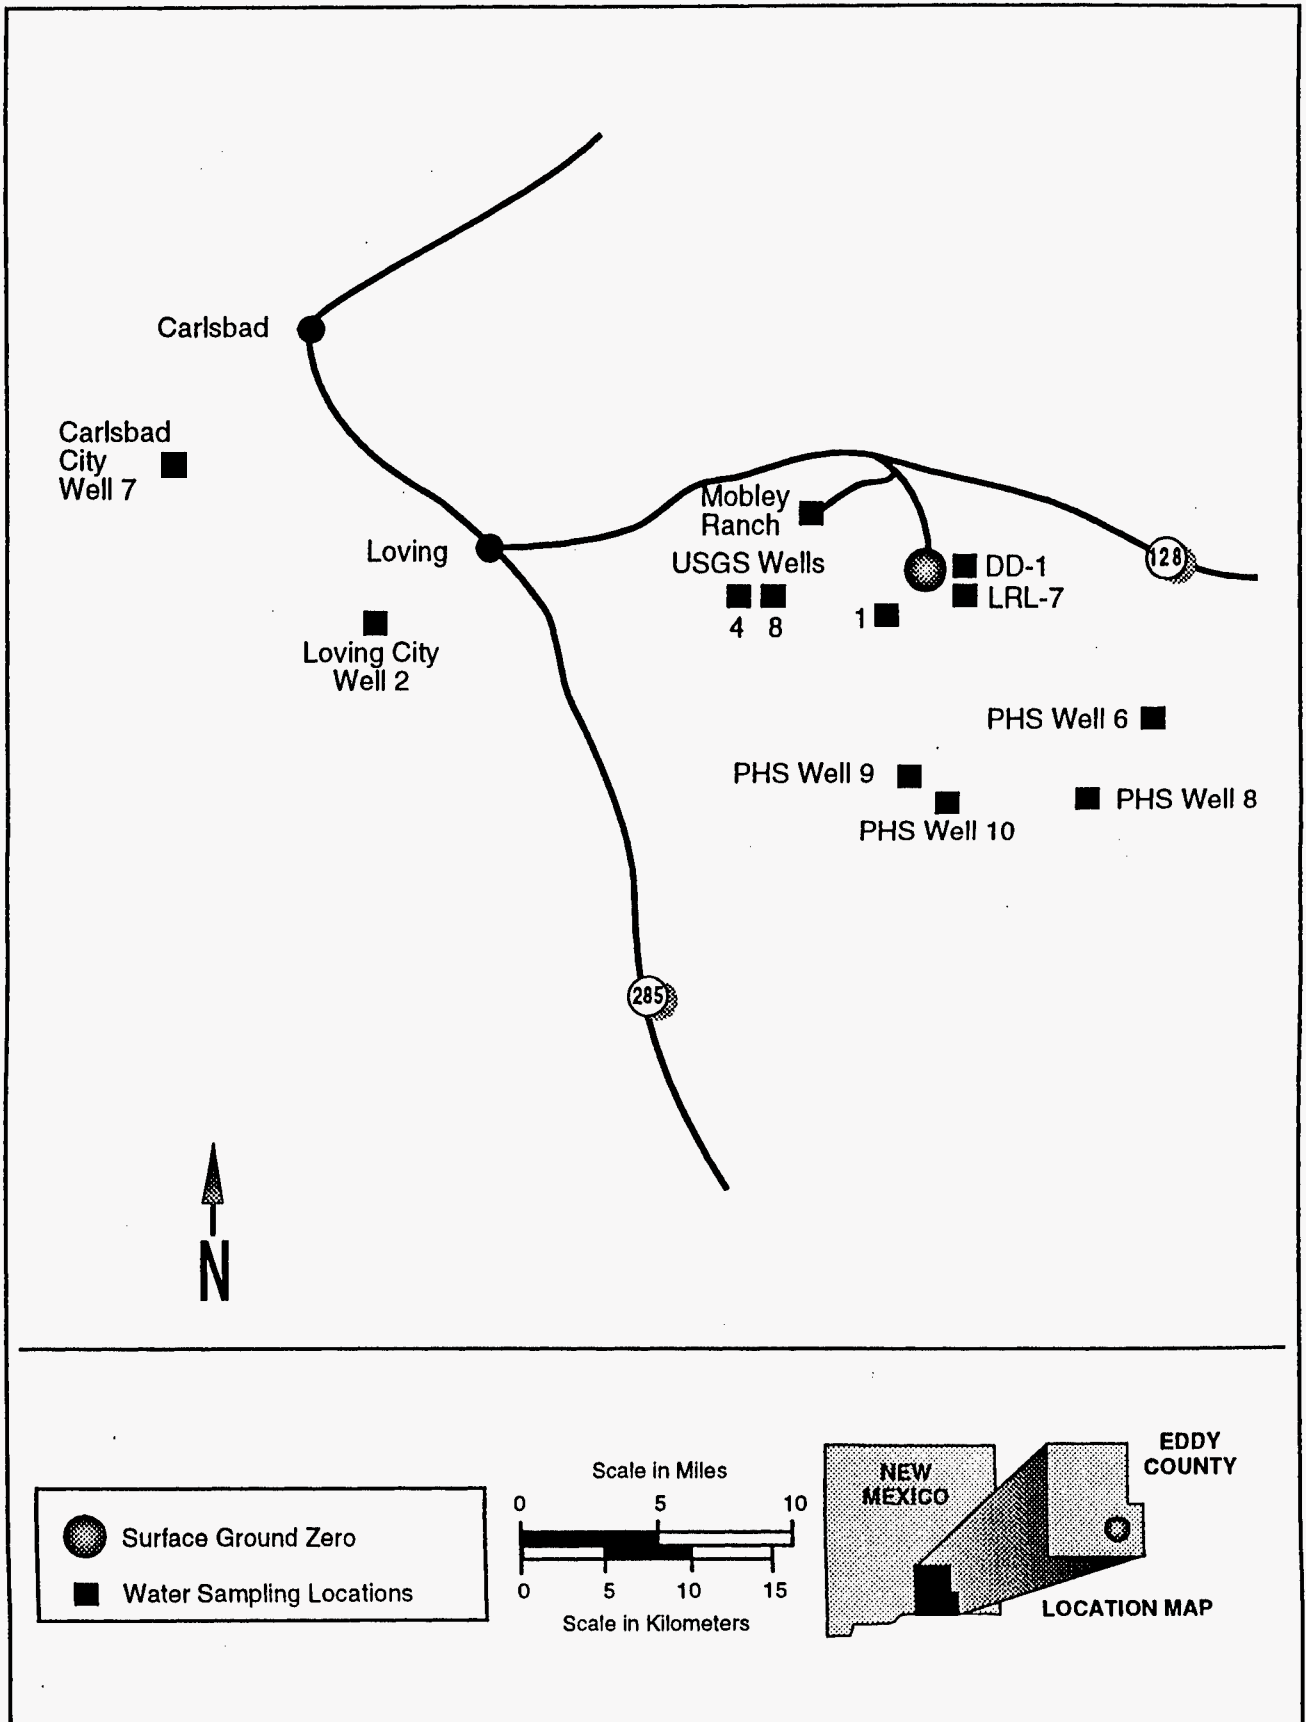 Carlsbad
Carlsbad
City
Well 7
Loving
Mobley
Ranch
USGS Wells
4 8
1
DD-1
LRL-7
128
Loving City
Well 2
PHS Well 6
PHS Well 9
PHS Well 8
PHS Well 10
285
N
Surface Ground Zero
Water Sampling Locations
Scale in Miles
0 5 10
0 5 10 15
Scale in Kilometers
NEW
MEXICO
EDDY
COUNTY
LOCATION MAP